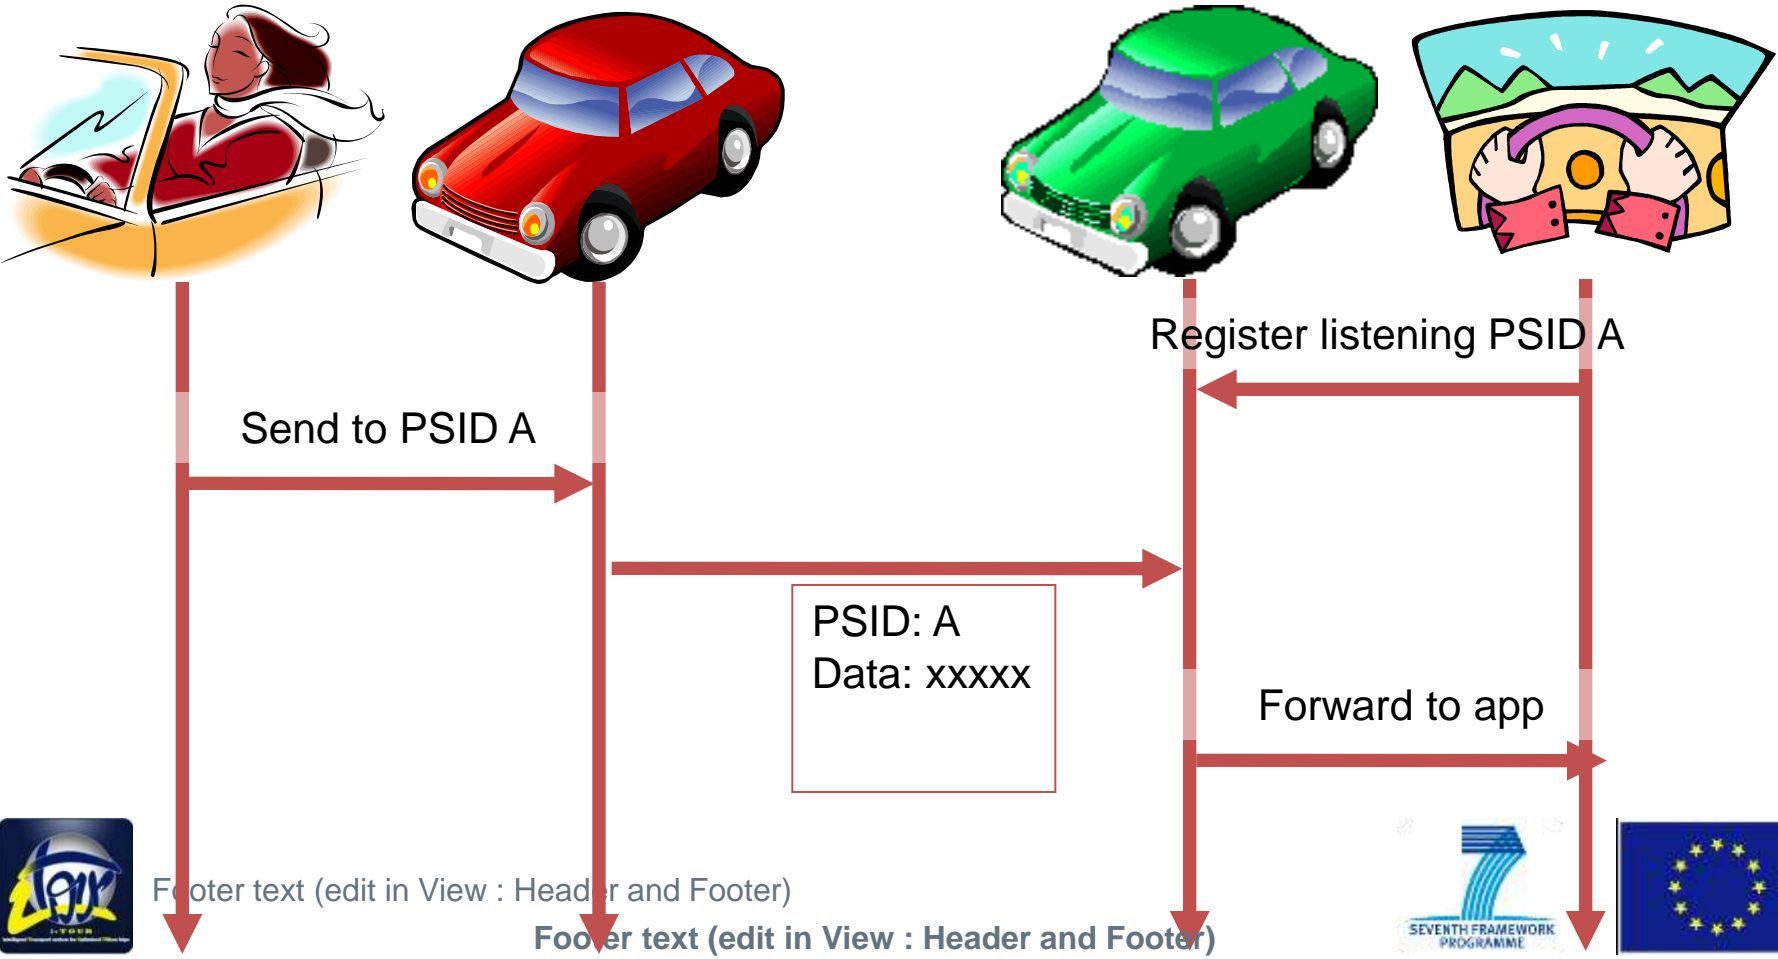 Register listening PSID A
Send to PSID A
PSID: A
Data: xxxxx
Forward to app
i-TOUR
Footer text (edit in View : Header and Footer)
Footer text (edit in View : Header and Footer)
SEVENTH FRAMEWORK
PROGRAMME